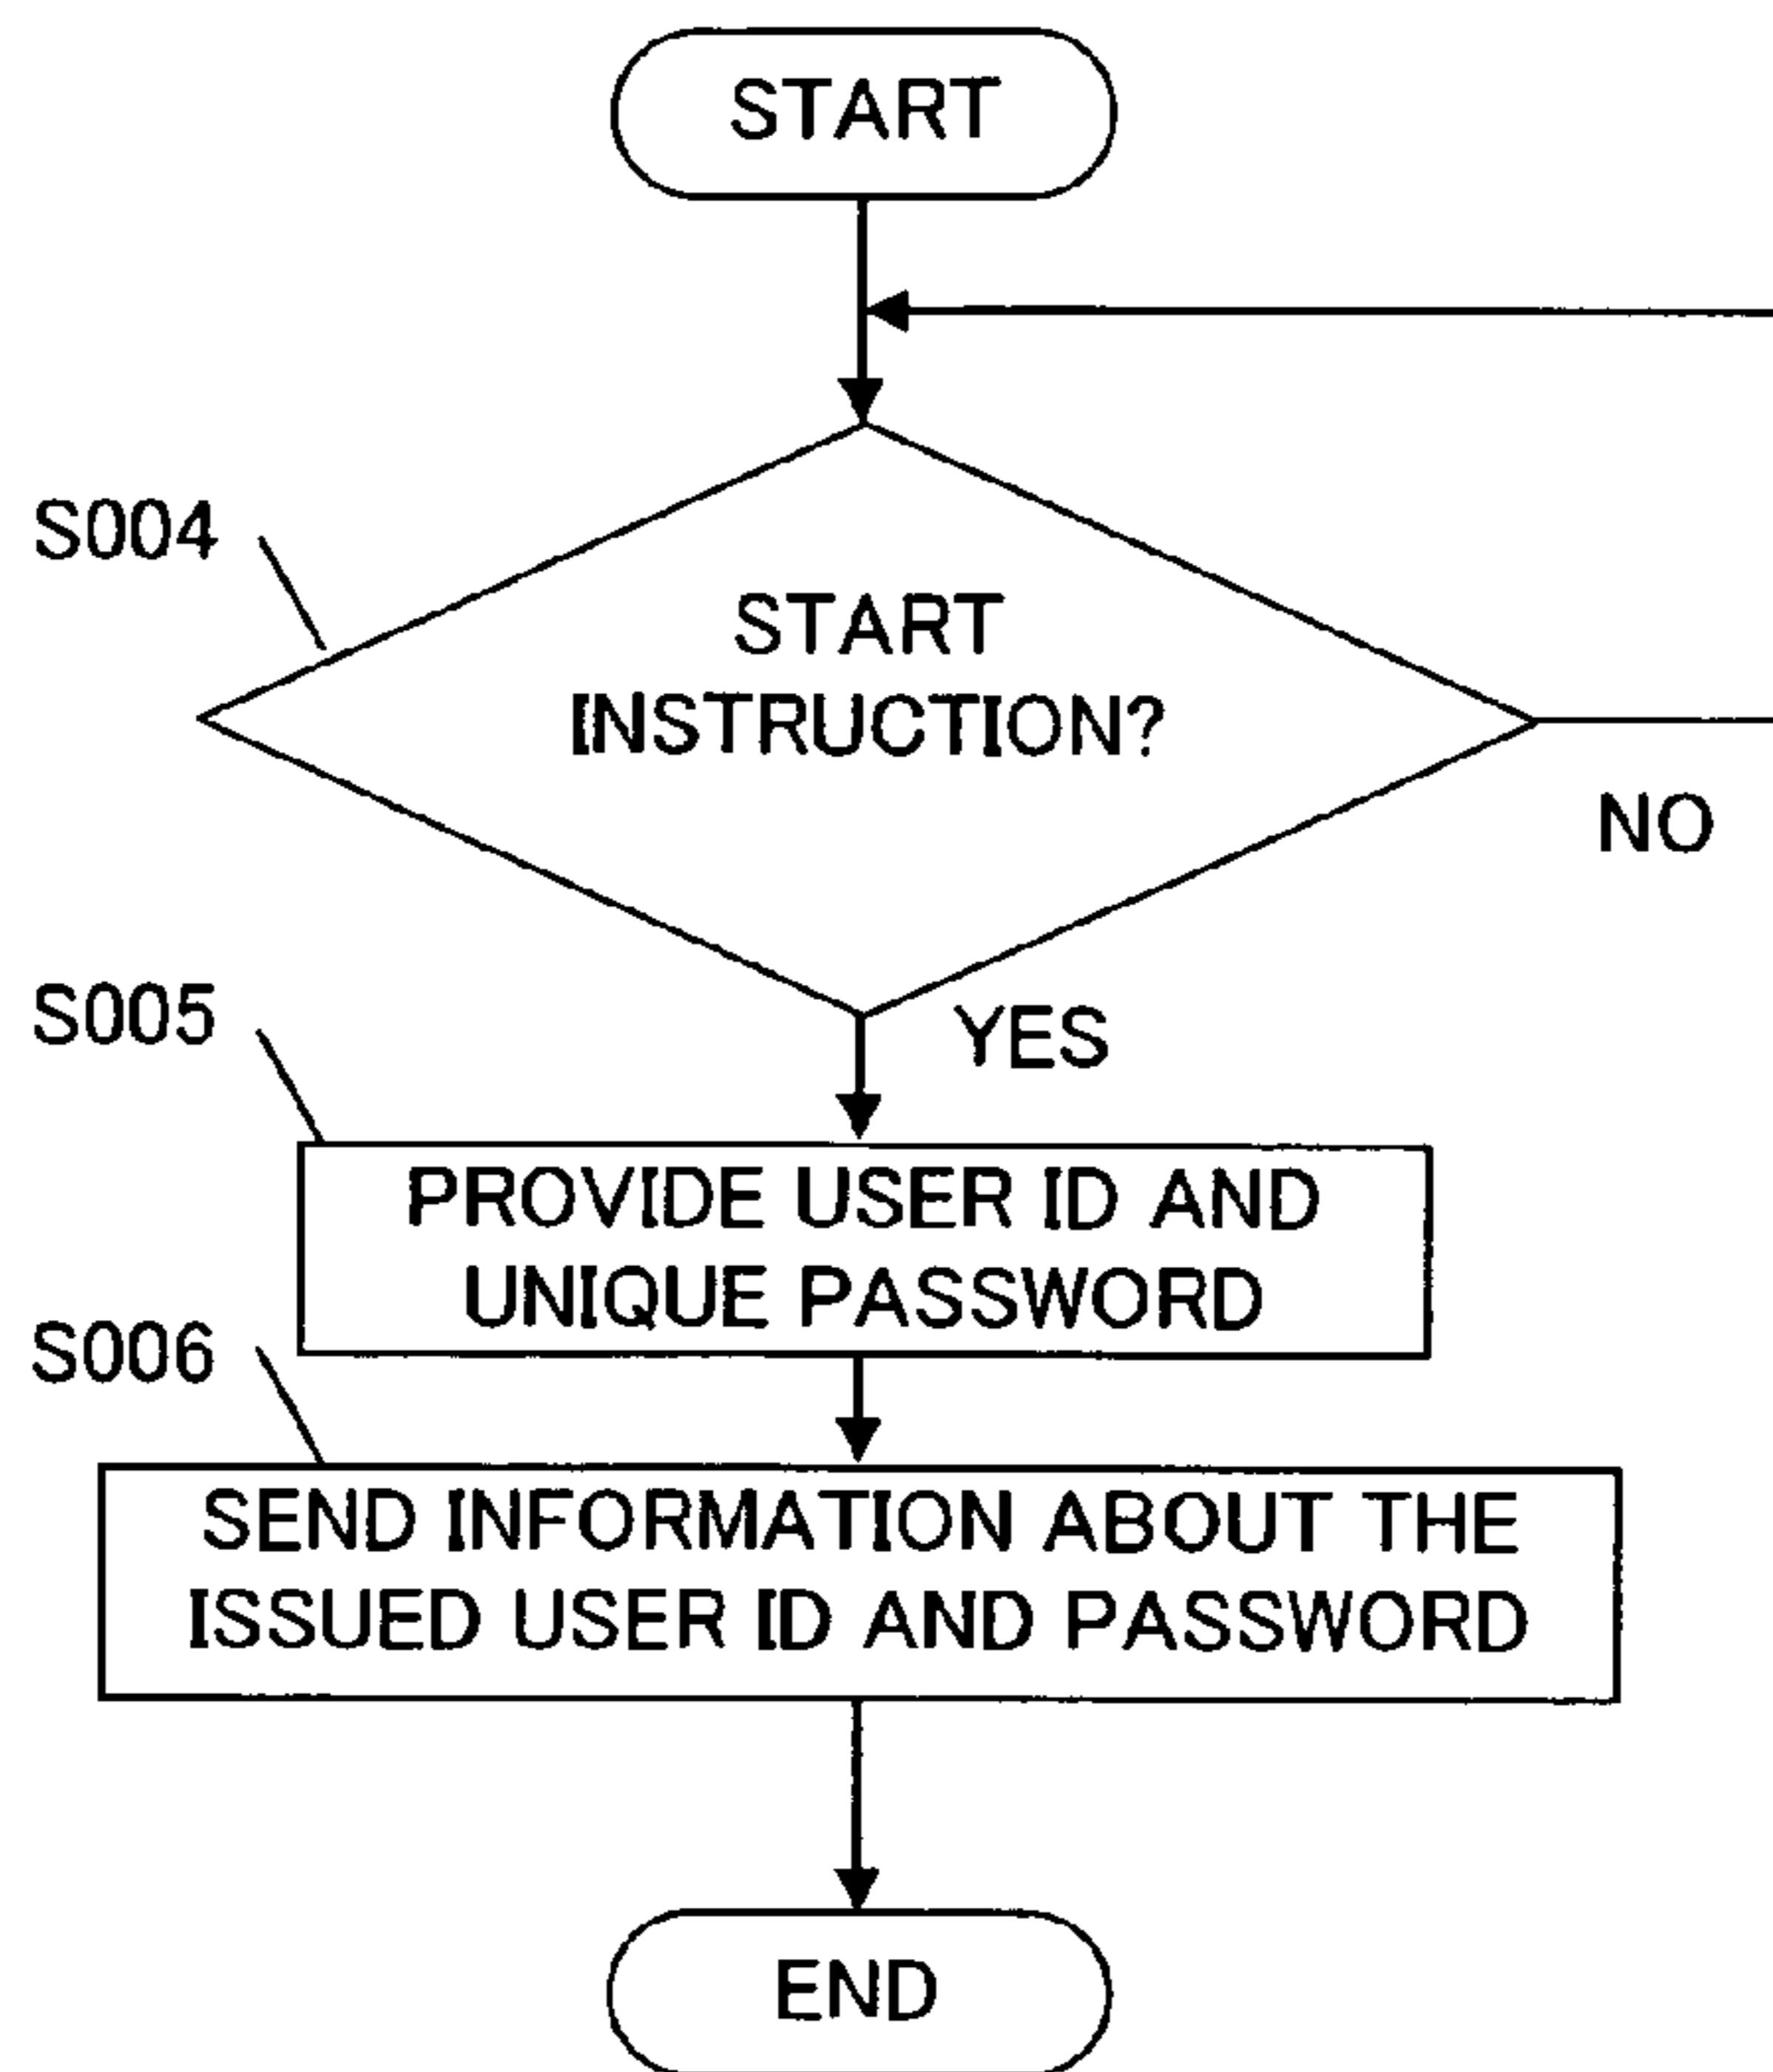 START
S004
START
INSTRUCTION?
NO
YES
S005
PROVIDE USER ID AND
UNIQUE PASSWORD
S006
SEND INFORMATION ABOUT THE
ISSUED USER ID AND PASSWORD
END